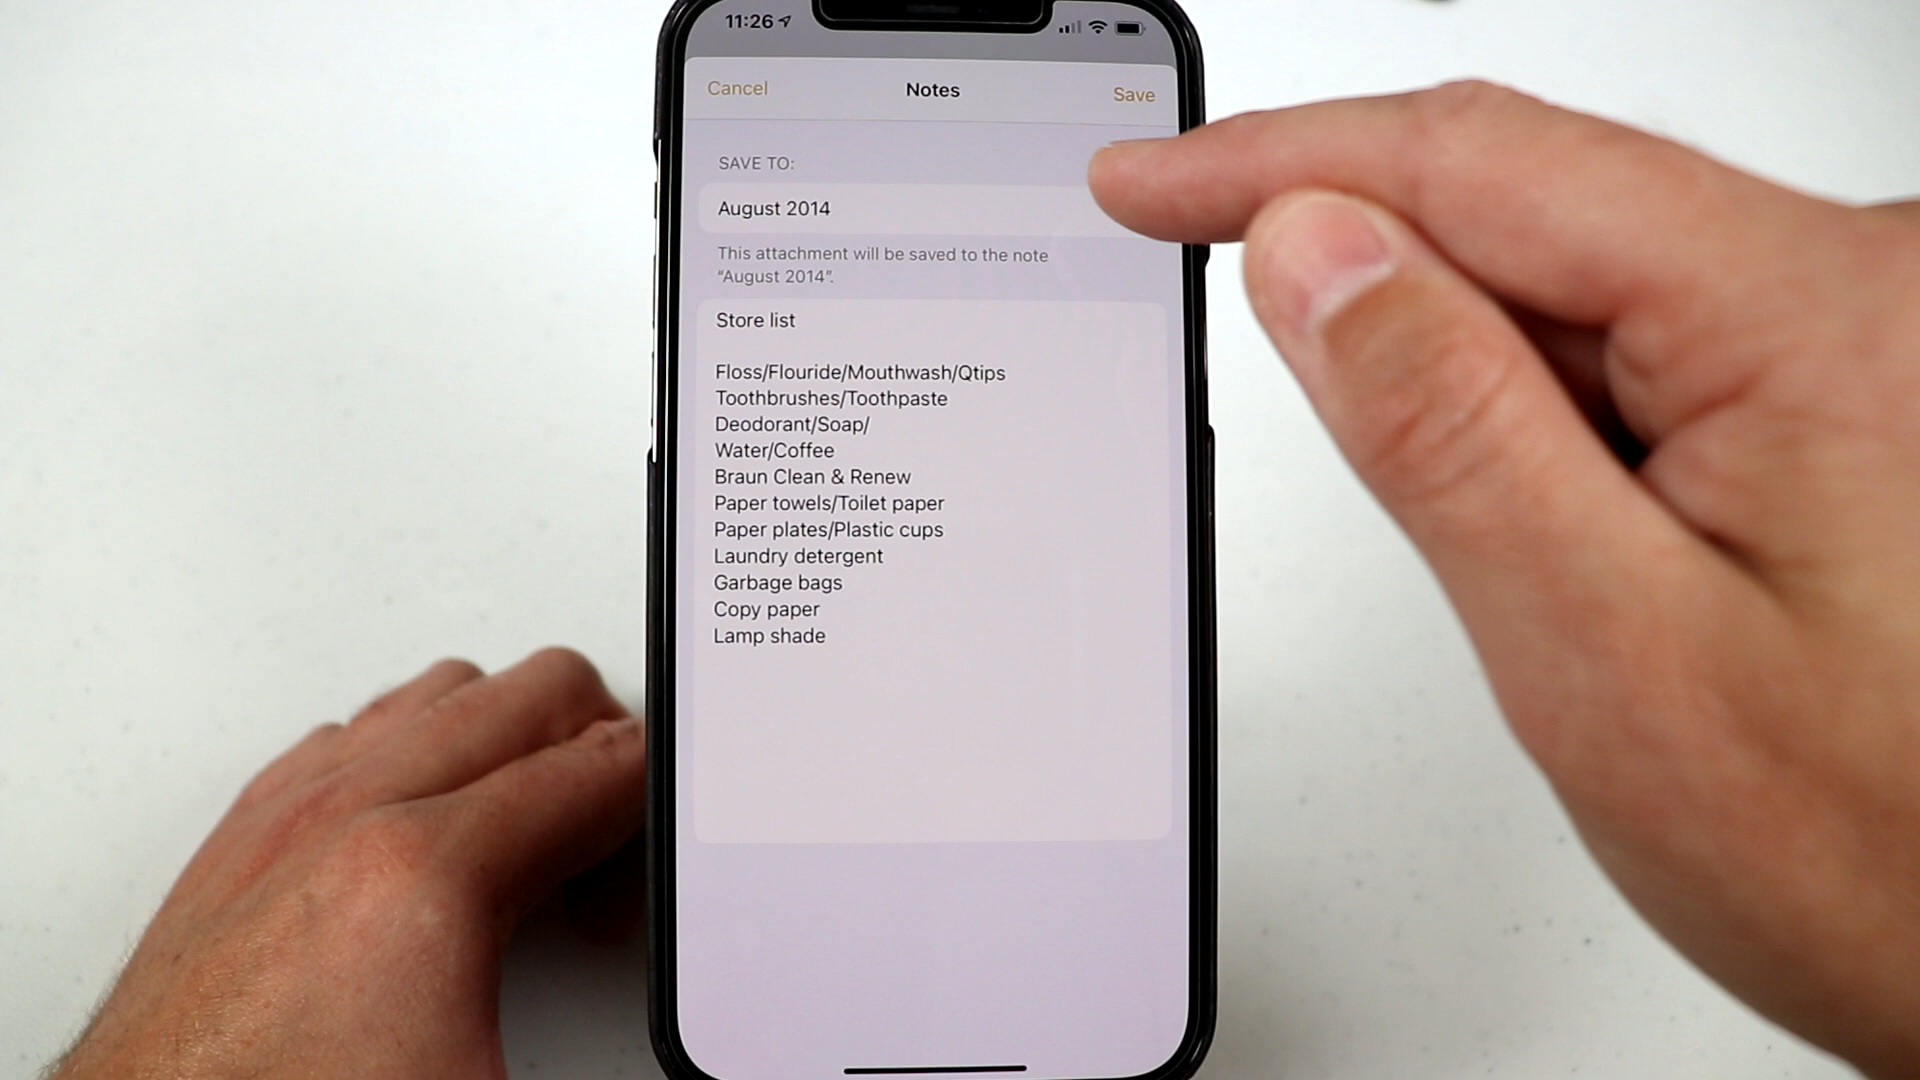 11:26
Cancel Notes Save
SAVE TO:
August 2014
This attachment will be saved to the note
“August 2014”.
Store list
Floss/Flouride/Mouthwash/Qtips
Toothbrushes/Toothpaste
Deodorant/Soap/
Water/Coffee
Braun Clean & Renew
Paper towels/Toilet paper
Paper plates/Plastic cups
Laundry detergent
Garbage bags
Copy paper
Lamp shade